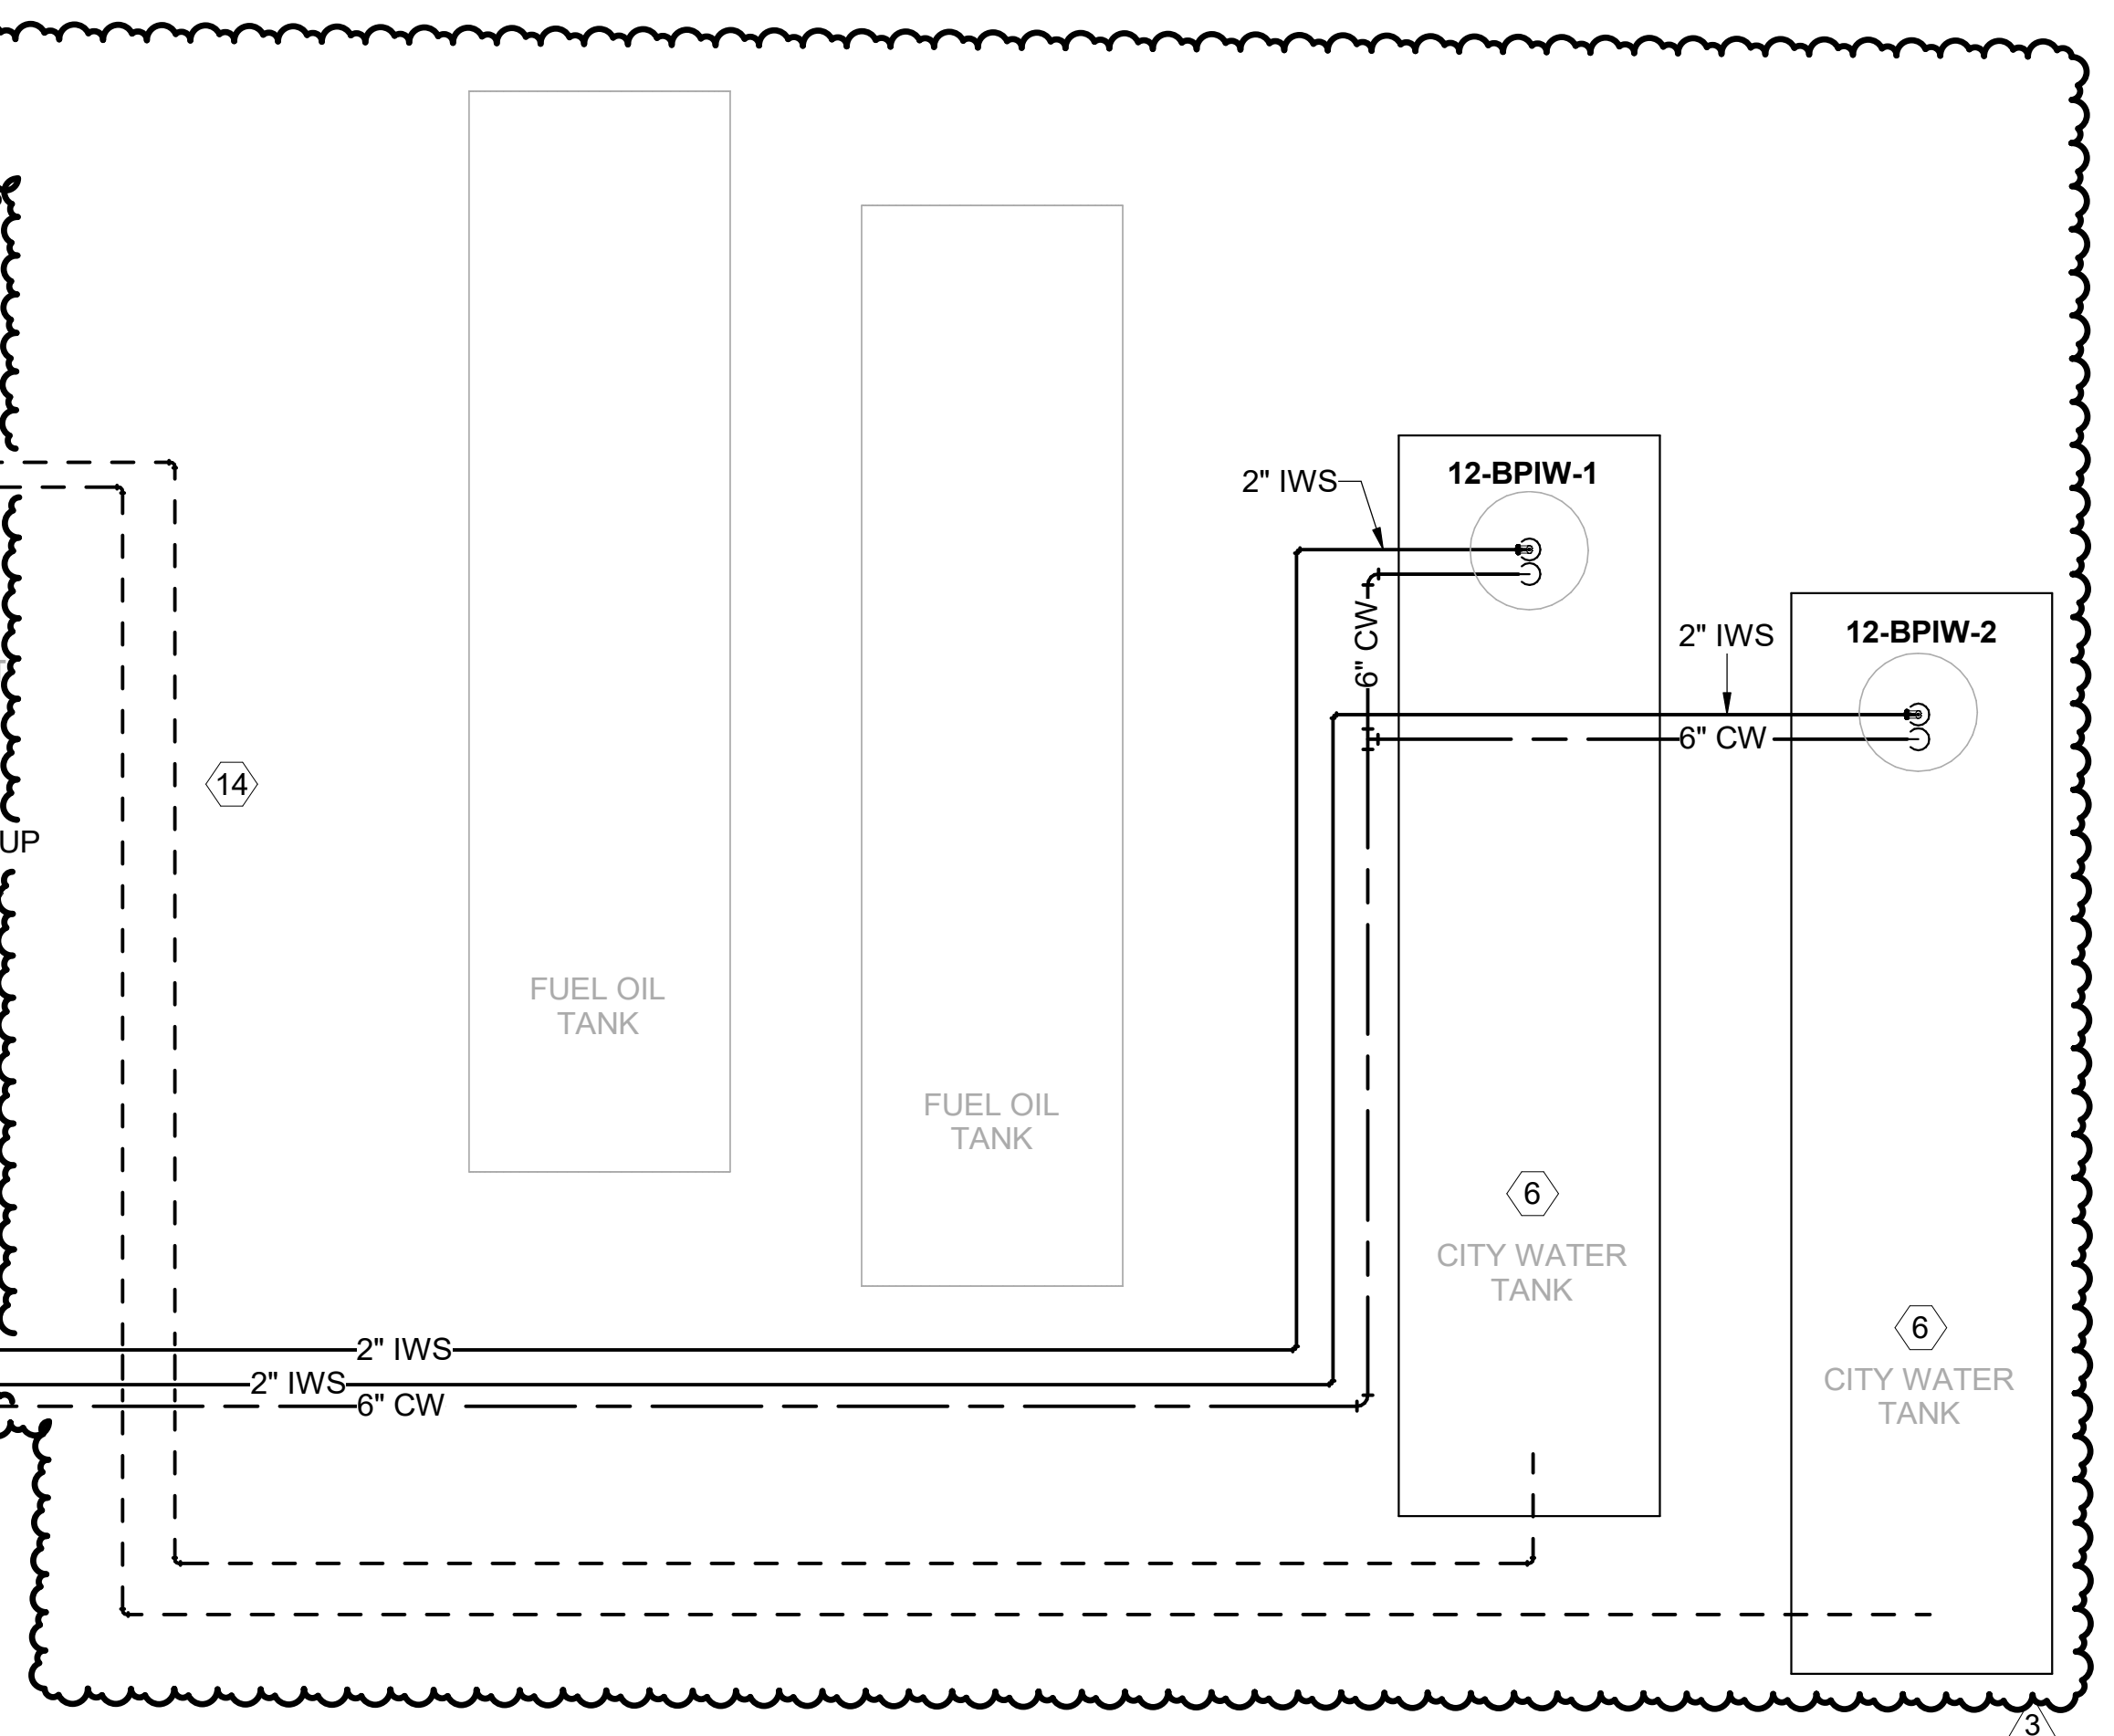 12-BPIW-1
2" IWS
6" CW
2" IWS
12-BPIW-2
6" CW
14
UP
FUEL OIL
TANK
FUEL OIL
TANK
6
CITY WATER
TANK
6
CITY WATER
TANK
2" IWS
2" IWS
6" CW
3